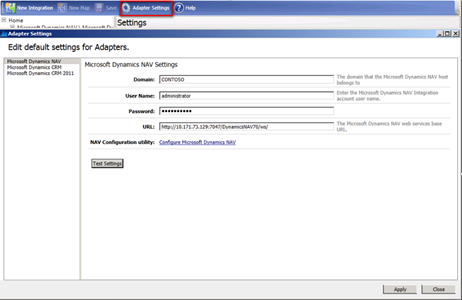 New Integration New Map Save Adapter Settings Help
Home
Settings
Adapter Settings
Edit default settings for Adapters.
Microsoft Dynamics NAV
Microsoft Dynamics CRM
Microsoft Dynamics CRM 2011
Microsoft Dynamics NAV Settings
Domain: CONTOSO The domain that the Microsoft Dynamics NAV host
belongs to
User Name: administrator Enter the Microsoft Dynamics NAV Integration
account user name.
Password: ••••••••••
URL: http://10.171.73.129:7047/DynamicsNAV70/ws/ The Microsoft Dynamics NAV web services base
URL.
NAV Configuration utility: Configure Microsoft Dynamics NAV
Test Settings
Apply Close